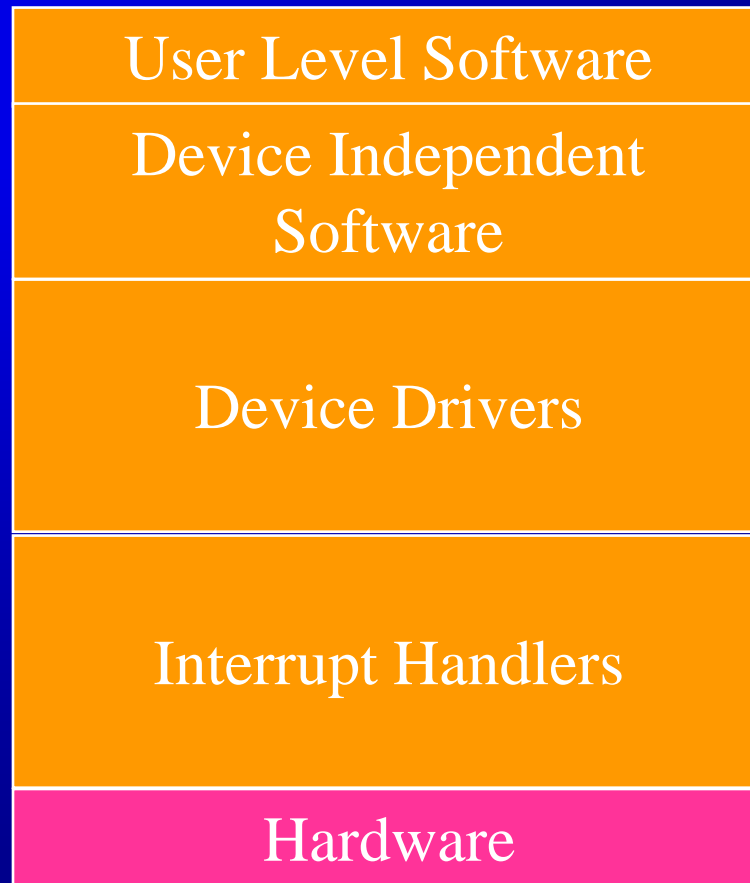 User Level Software
Device Independent
Software
Device Drivers
Interrupt Handlers
Hardware